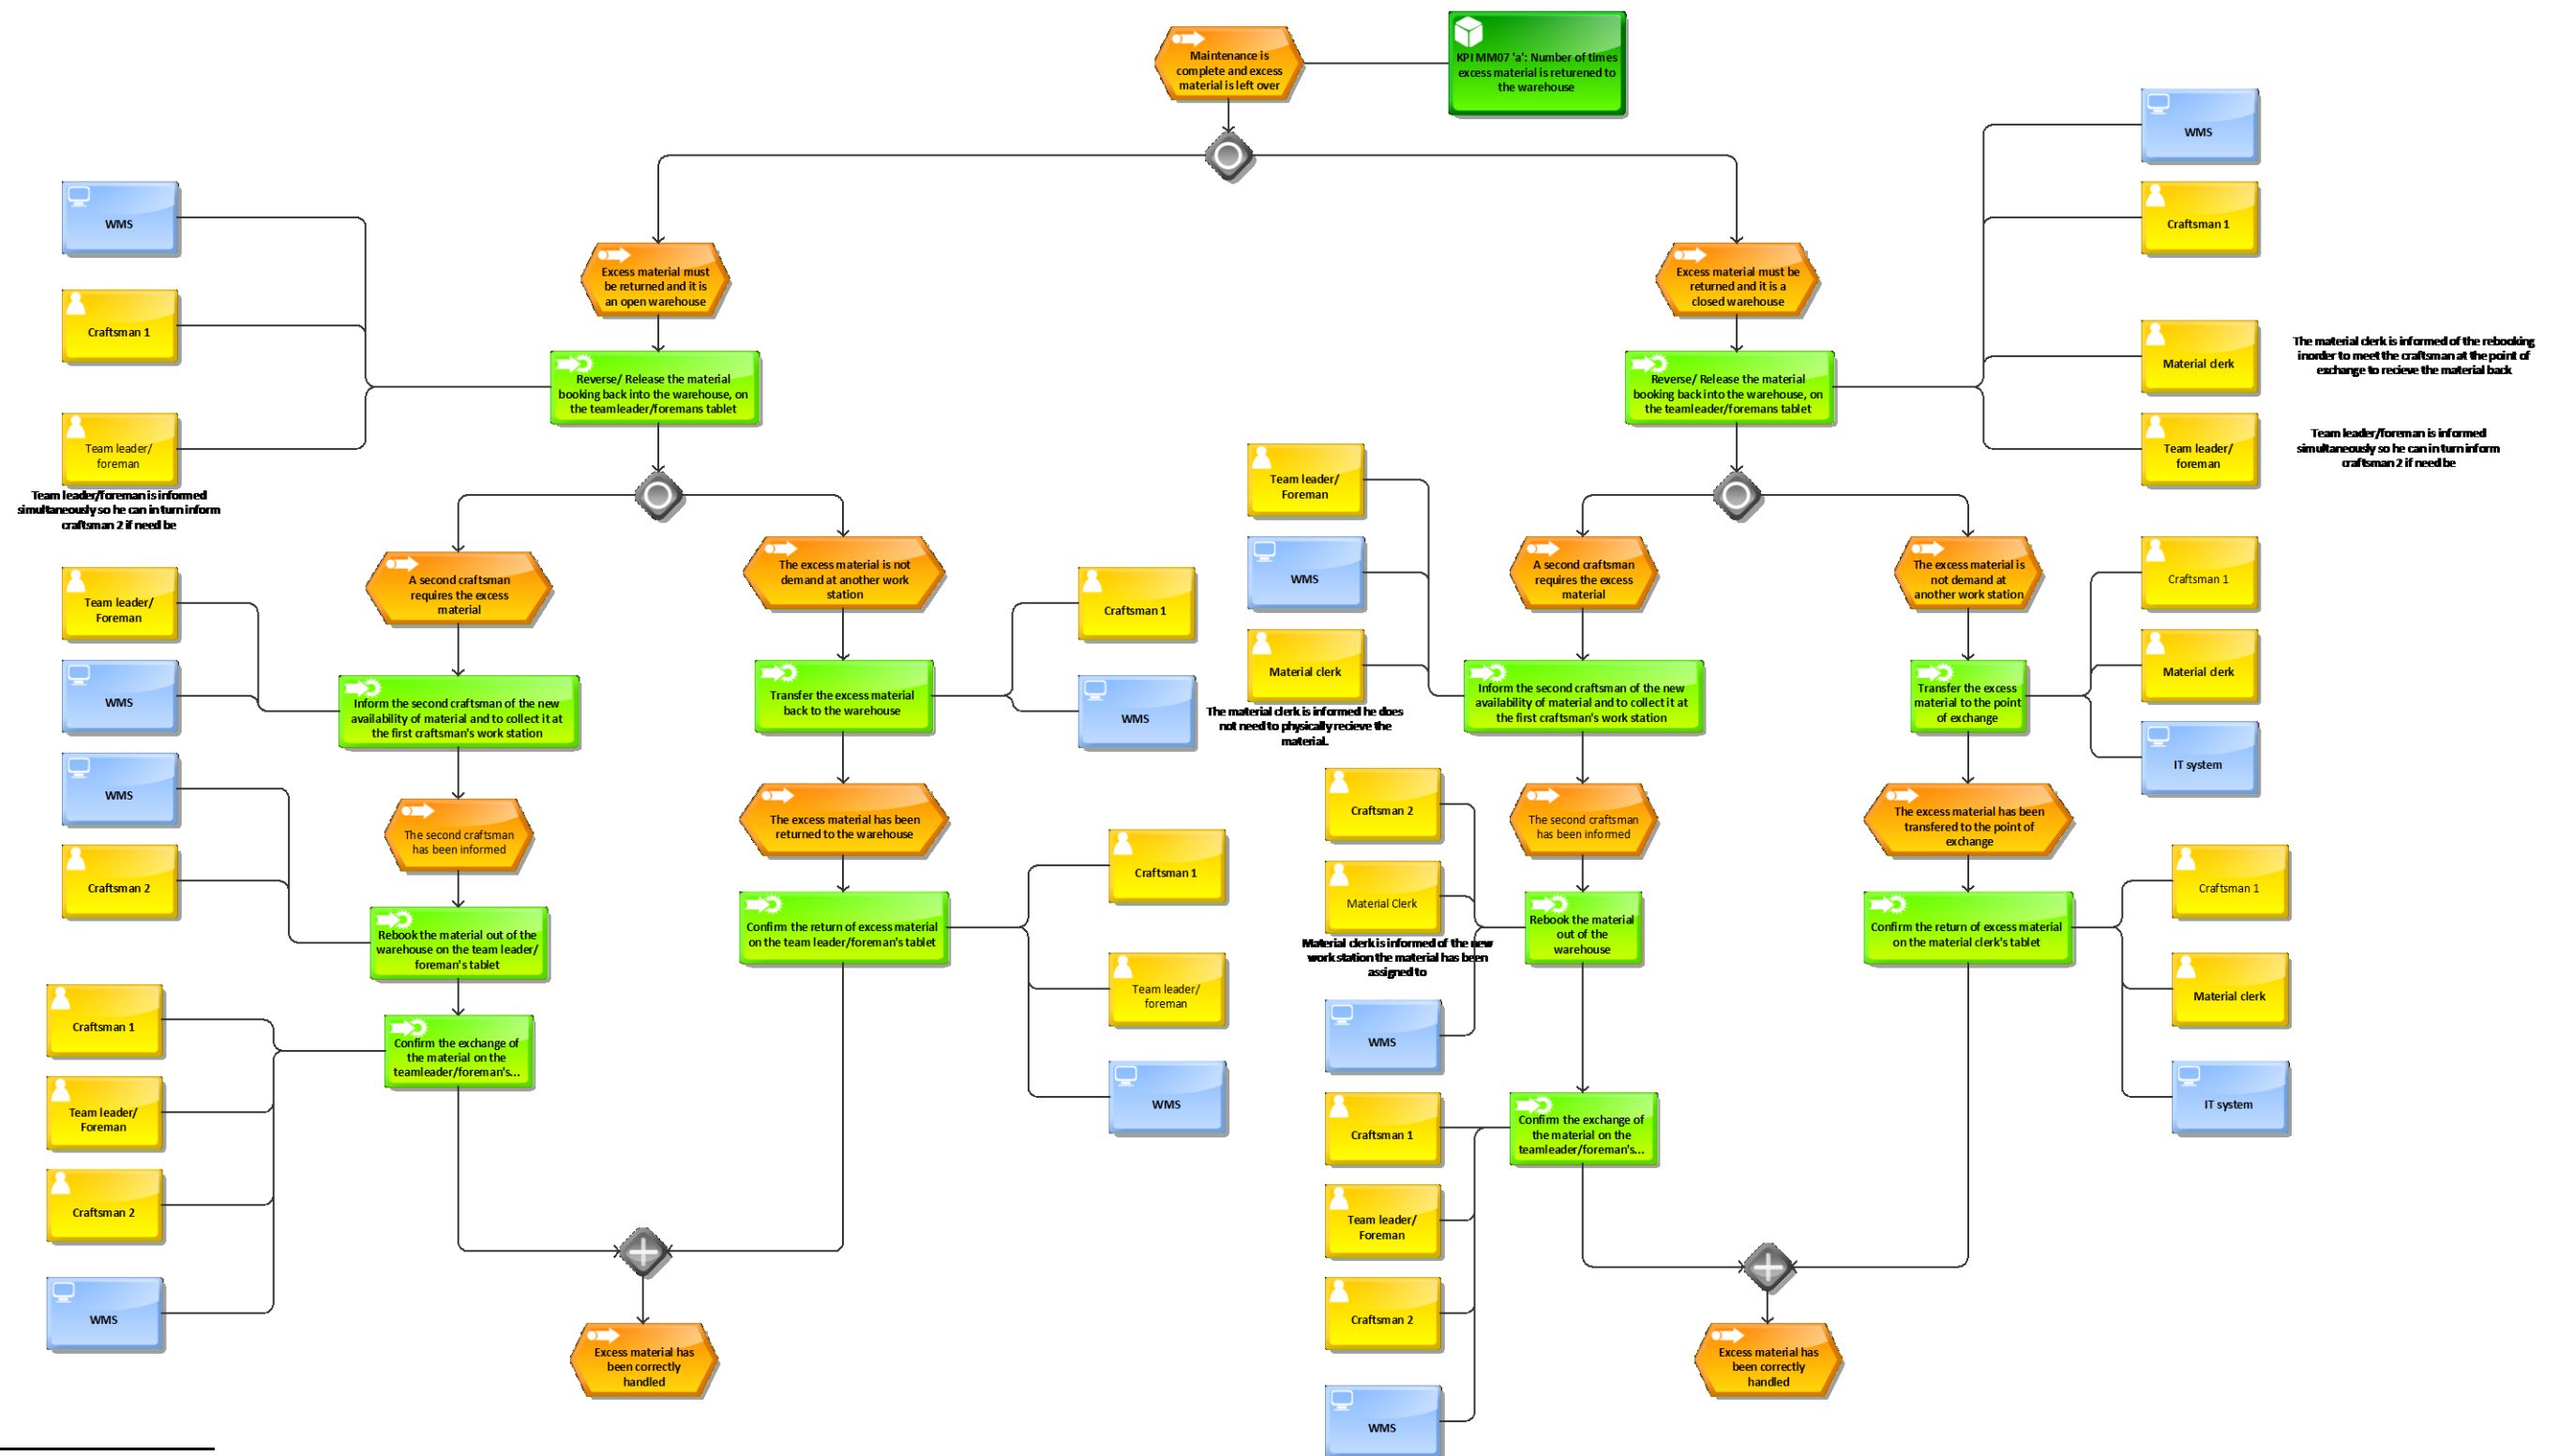 Maintenance is
complete and excess
material is left over
KPI MM07 'a': Number of times
excess material is returened to
the warehouse
WMS
Craftsman 1
Team leader/
foreman
Team leader/foreman is informed
simultaneously so he can in turn inform
craftsman 2 if need be
Excess material must
be returned and it is
an open warehouse
Reverse/ Release the material
booking back into the warehouse, on
the teamleader/foremans tablet
Excess material must be
returned and it is a
closed warehouse
Reverse/ Release the material
booking back into the warehouse, on
the teamleader/foremans tablet
WMS
Craftsman 1
Material clerk
The material clerk is informed of the rebooking
inorder to meet the craftsman at the point of
exchange to recieve the material back
Team leader/
foreman
Team leader/foreman is informed
simultaneously so he can in turn inform
craftsman 2 if need be
Team leader/
Foreman
WMS
A second craftsman
requires the excess
material
Inform the second craftsman of the new
availability of material and to collect it at
the first craftsman's work station
The excess material is not
demand at another work
station
Transfer the excess material
back to the warehouse
Craftsman 1
WMS
WMS
Craftsman 2
The second craftsman
has been informed
Rebook the material out of the
warehouse on the team leader/
foreman's tablet
The excess material has been
returned to the warehouse
Confirm the return of excess material
on the team leader/foreman's tablet
Craftsman 1
Team leader/
foreman
WMS
Craftsman 1
Team leader/
Foreman
Craftsman 2
WMS
Confirm the exchange of
the material on the
teamleader/foreman's...
Excess material has
been correctly
handled
Team leader/
Foreman
WMS
Material clerk
The material clerk is informed he does
not need to physically recieve the
material.
A second craftsman
requires the excess
material
Inform the second craftsman of the new
availability of material and to collect it at
the first craftsman's work station
The excess material is
not demand at
another work station
Transfer the excess
material to the point
of exchange
Craftsman 1
Material clerk
IT system
Craftsman 2
Material Clerk
Material clerk is informed of the new
work station the material has been
assigned to
WMS
The second craftsman
has been informed
Rebook the material
out of the
warehouse
The excess material has been
transfered to the point of
exchange
Confirm the return of excess material
on the material clerk's tablet
Craftsman 1
Material clerk
IT system
Craftsman 1
Team leader/
Foreman
Craftsman 2
WMS
Confirm the exchange of
the material on the
teamleader/foreman's...
Excess material has
been correctly
handled